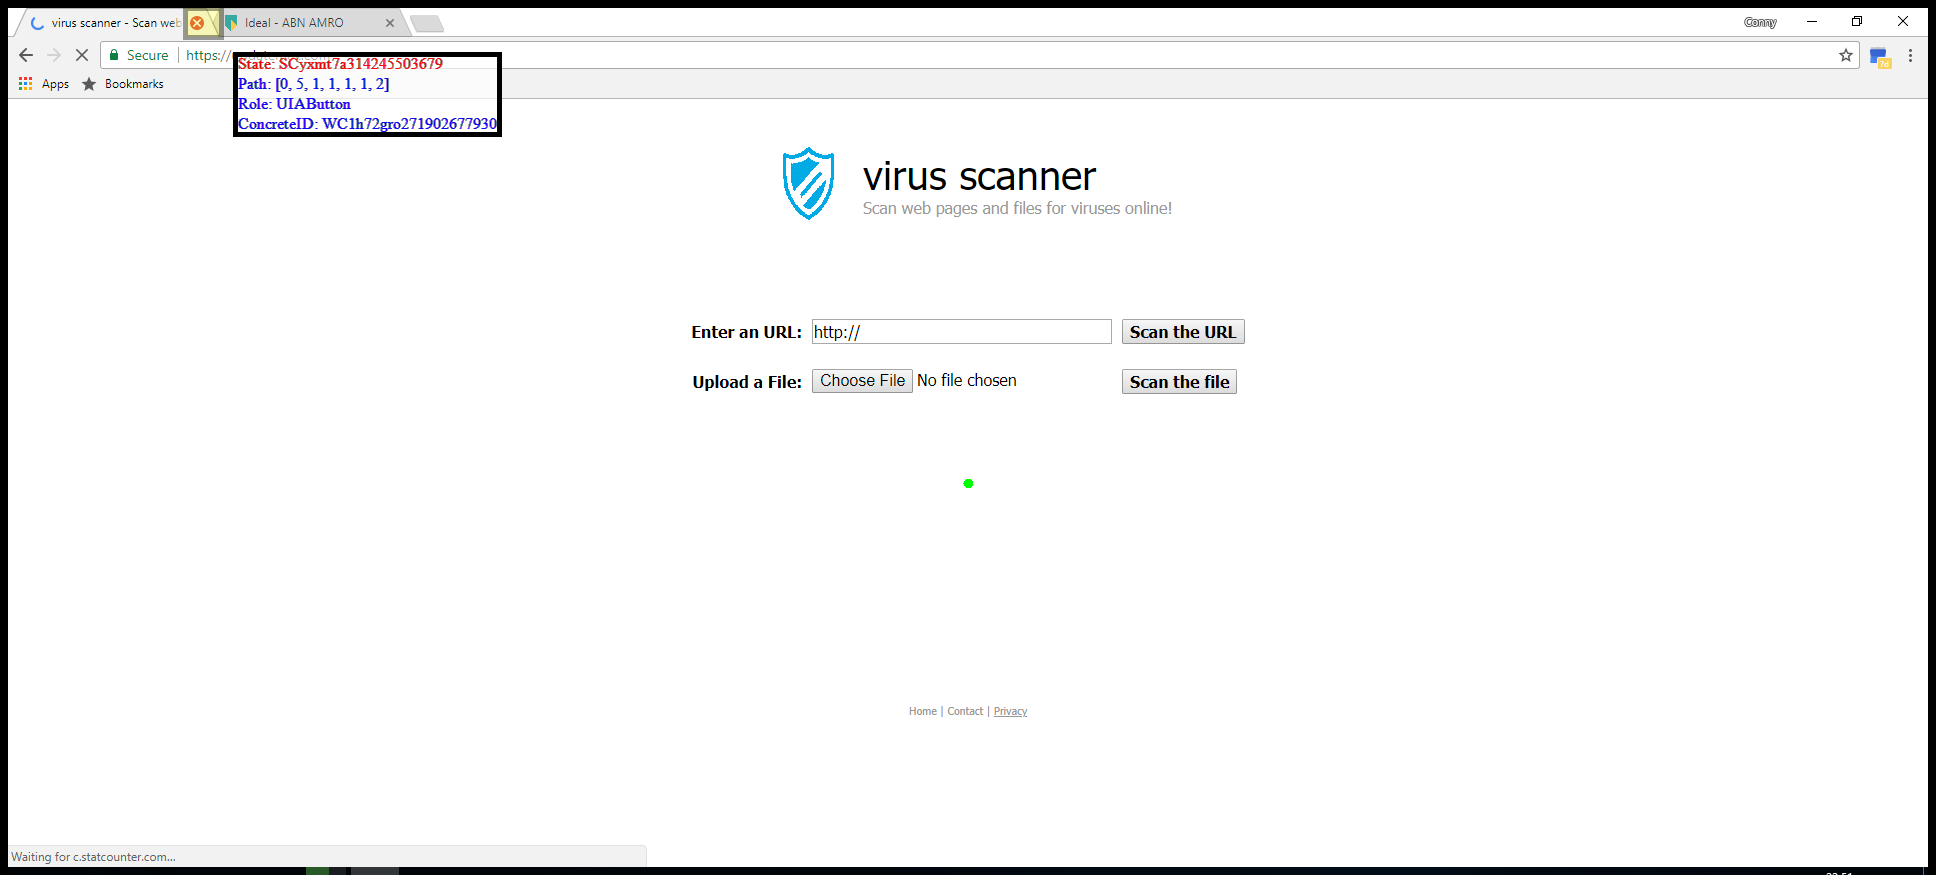 virus scanner - Scan web
Ideal - ABN AMRO
Conny
Secure
https://
State: SCyxmt7a314245503679
Apps
Bookmarks
Path: [0, 5, 1, 1, 1, 1, 2]
Role: UIAButton
ConcreteID: WC1h72gro271902677930
virus scanner
Scan web pages and files for viruses online!
Enter an URL: http:// Scan the URL
Upload a File: Choose File No file chosen Scan the file
Home | Contact | Privacy
Waiting for c.statcounter.com...